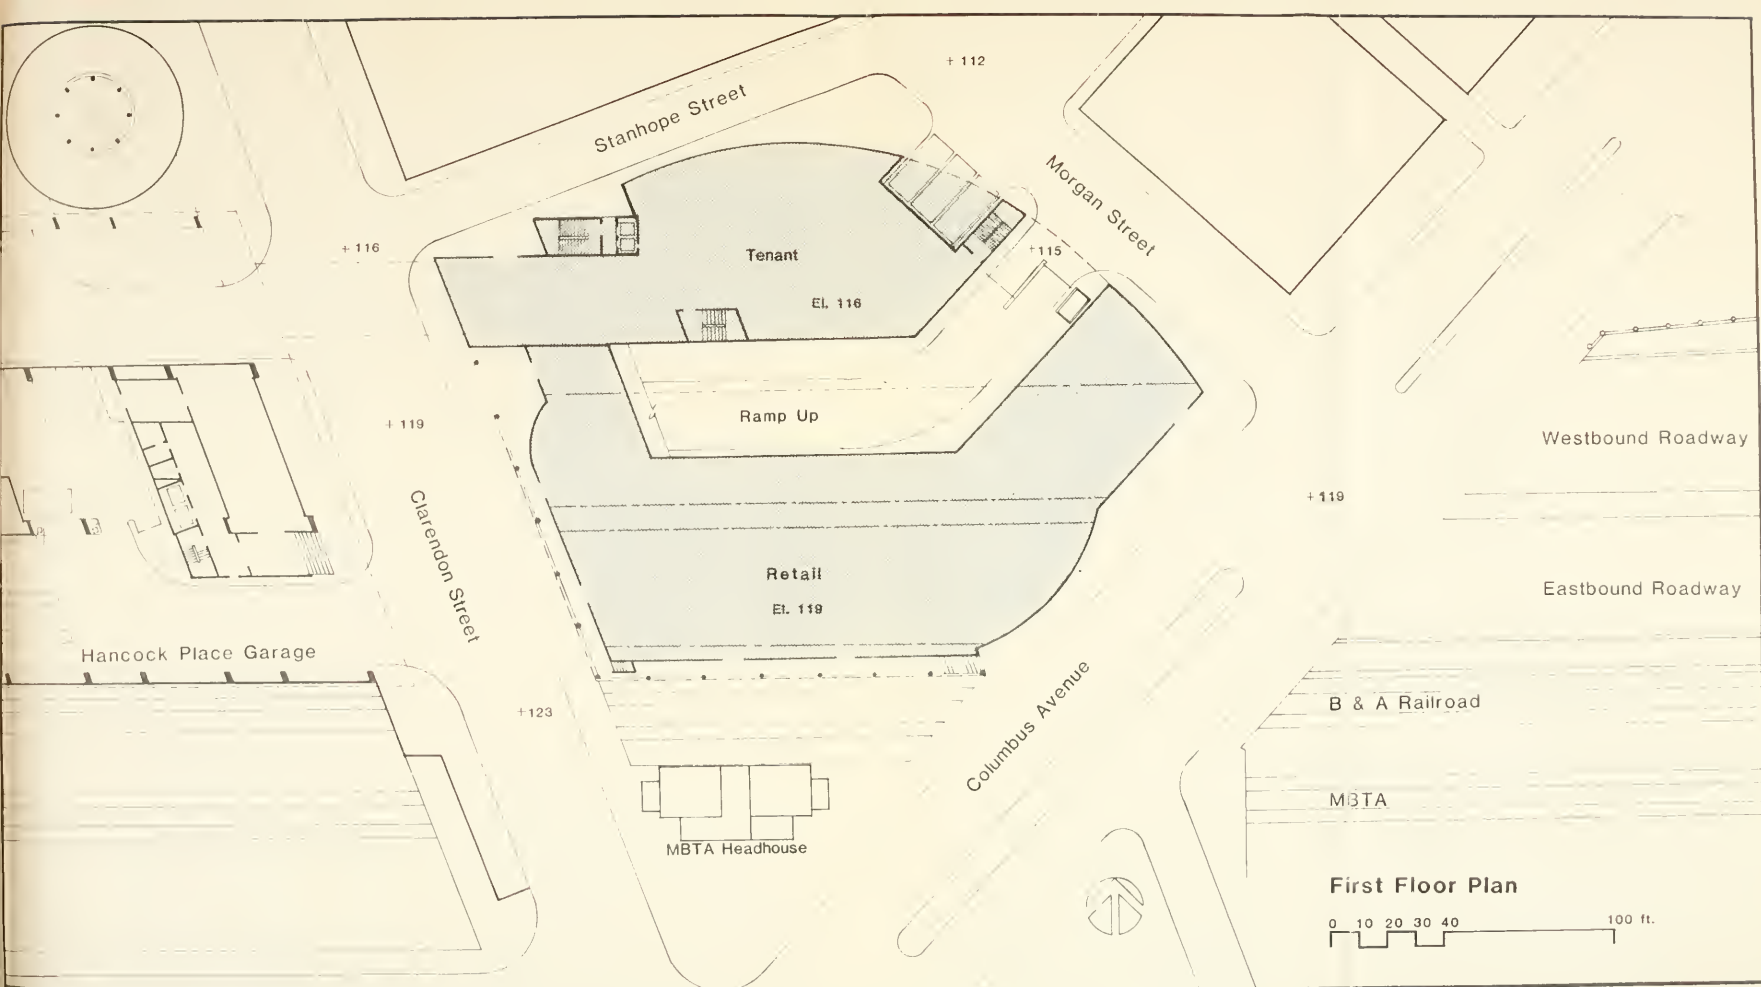 + 112
Stanhope Street
Morgan Street
+ 116
+ 115
Tenant
El. 116
Ramp Up
+ 119
Westbound Roadway
+ 119
Clarendon Street
Retail
El. 119
Eastbound Roadway
Hancock Place Garage
+ 123
Columbus Avenue
B & A Railroad
MBTA
MBTA Headhouse
First Floor Plan
0 10 20 30 40 100 ft.